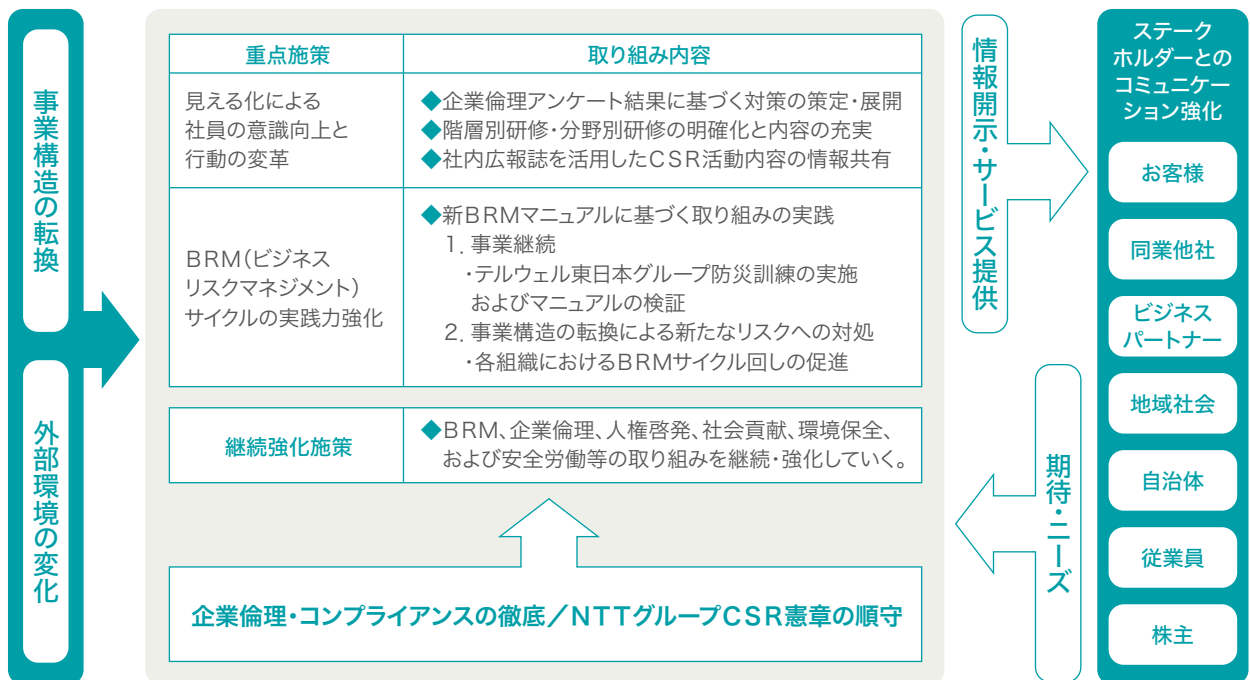 事業構造の転換
外部環境の変化
重点施策
取り組み内容
見える化による
社員の意識向上と
行動の変革
◆企業倫理アンケート結果に基づく対策の策定・展開
◆階層別研修・分野別研修の明確化と内容の充実
◆社内広報誌を活用したCSR活動内容の情報共有
BRM(ビジネス
リスクマネジメント)
サイクルの実践力強化
◆新BRMマニュアルに基づく取り組みの実践
1. 事業継続
・テルウェル東日本グループ防災訓練の実施
およびマニュアルの検証
2. 事業構造の転換による新たなリスクへの対処
・各組織におけるBRMサイクル回しの促進
継続強化施策
◆BRM、企業倫理、人権啓発、社会貢献、環境保全、
および安全労働等の取り組みを継続・強化していく。
企業倫理・コンプライアンスの徹底/NTTグループCSR憲章の順守
情報開示・サービス提供
期待・ニーズ
ステーク
ホルダーとの
コミュニケー
ション強化
お客様
同業他社
ビジネス
パートナー
地域社会
自治体
従業員
株主